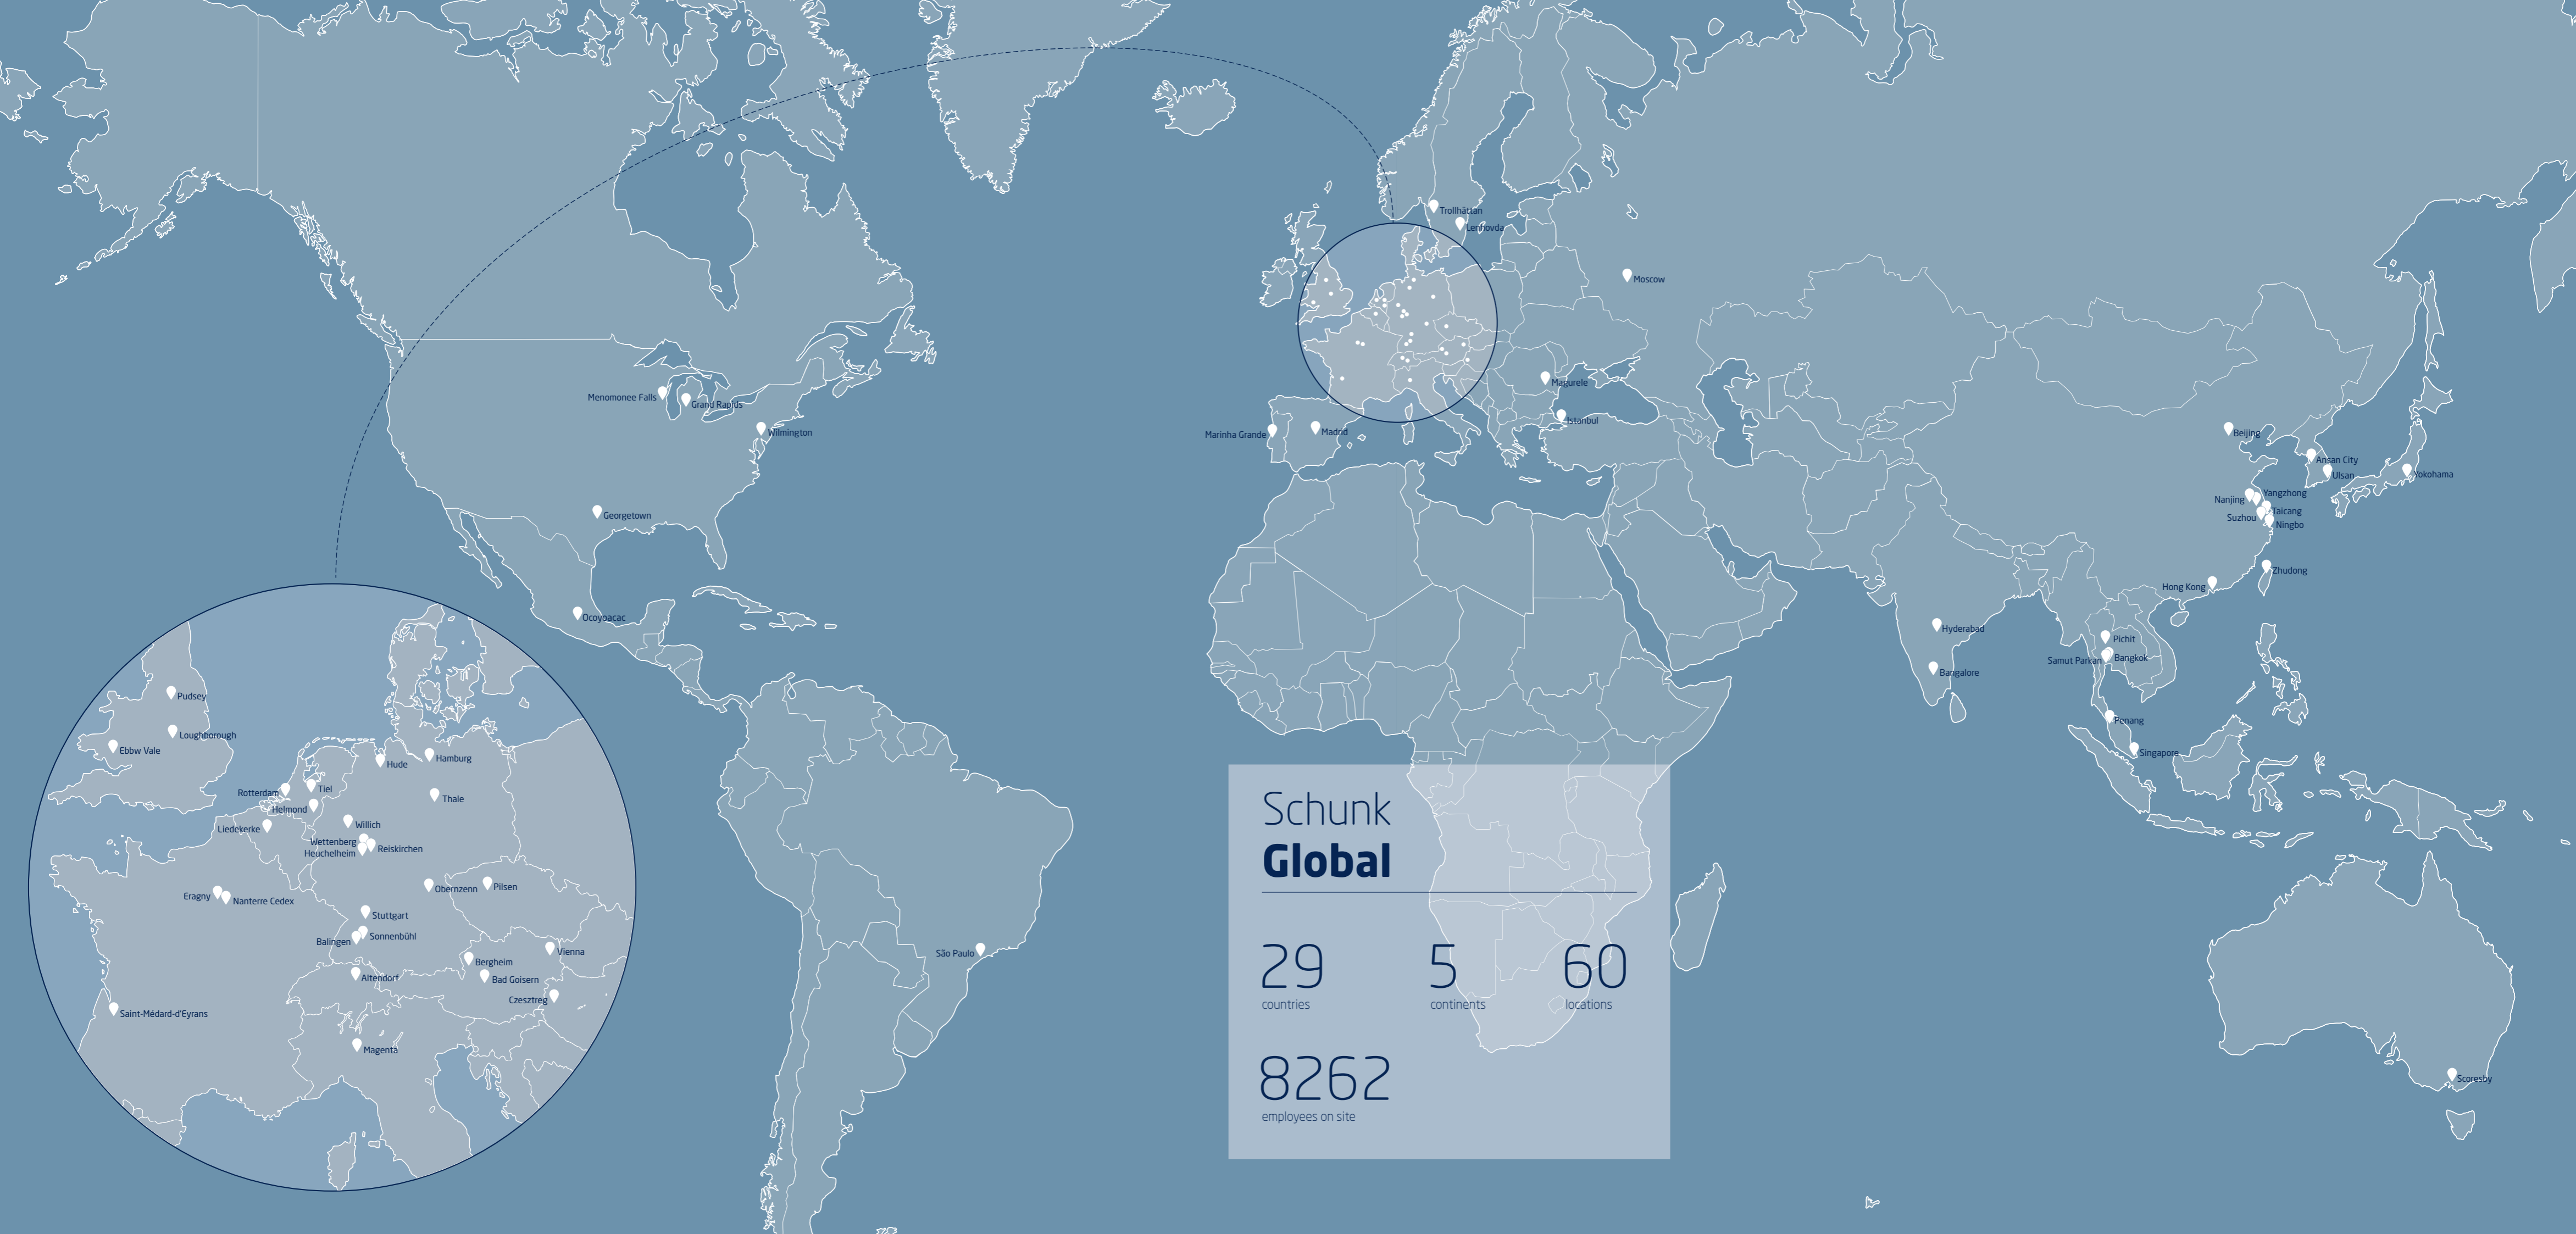 Trollhättan
Lenhovda
Moscow
Menomonee Falls
Grand Rapids
Wilmington
Magurele
Istanbul
Marinha Grande
Madrid
Beijing
Ansan City
Ulsan
Yokohama
Nanjing
Yangzhong
Taicang
Suzhou
Ningbo
Georgetown
Zhudong
Hong Kong
Ocoyoacac
Hyderabad
Pichit
Samut Parkan
Bangkok
Bangalore
Penang
Singapore
Pudsey
Loughborough
Ebbw Vale
Hamburg
Hude
Rotterdam
Tiel
Thale
Helmond
Liedekerke
Willich
Wettenberg
Heuchelheim
Reiskirchen
Eragny
Nanterre Cedex
Obernzenn
Pilsen
Stuttgart
Balingen
Sonnenbühl
Vienna
Bergheim
Altendorf
Bad Goisern
Czesztreg
Saint-Médard-d'Eyrans
Magenta
São Paulo
Schunk
Global
29 5 60
countries continents locations
8262
employees on site
Scoresby